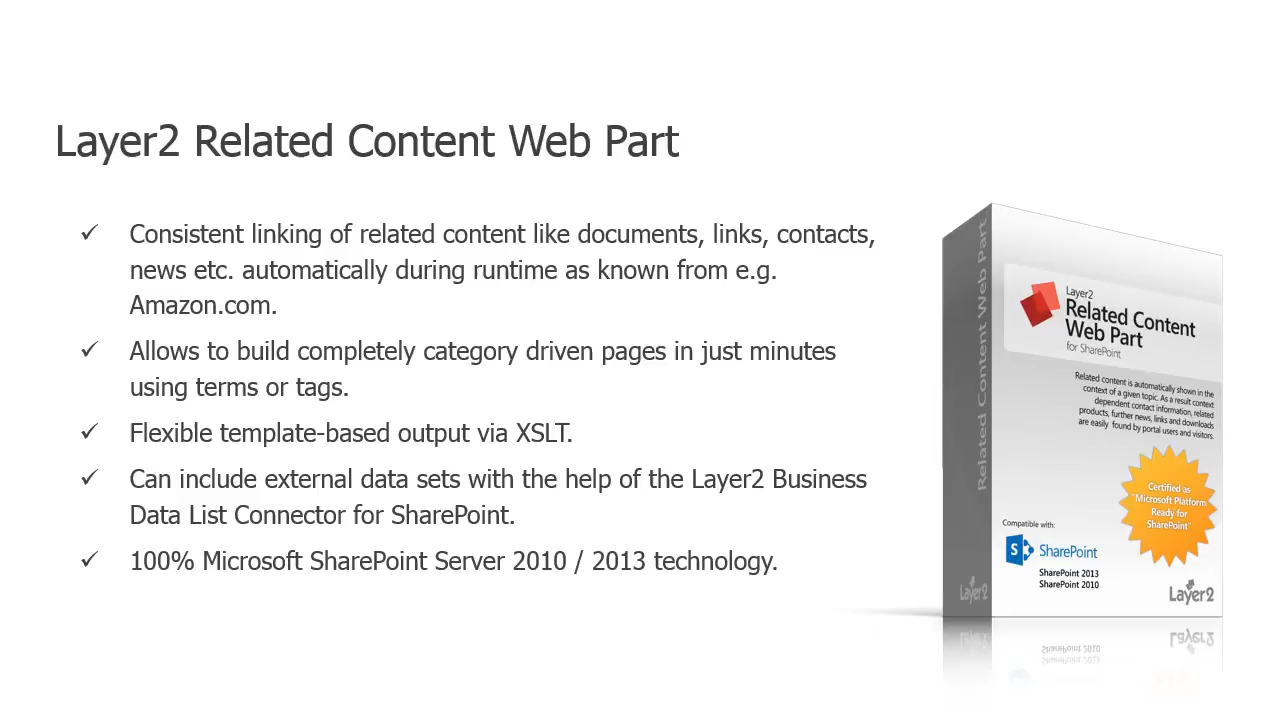 Layer2 Related Content Web Part
✓ Consistent linking of related content like documents, links, contacts,
news etc. automatically during runtime as known from e.g.
Amazon.com.
✓ Allows to build completely category driven pages in just minutes
using terms or tags.
✓ Flexible template-based output via XSLT.
✓ Can include external data sets with the help of the Layer2 Business
Data List Connector for SharePoint.
✓ 100% Microsoft SharePoint Server 2010 / 2013 technology.
Related Content Web Part
Layer2
Layer2
Related Content
Web Part
for SharePoint
Related content is automatically shown in the
context of a given topic. As a result context
dependent contact information, related
products, further news, links and downloads
are easily found by portal users and visitors.
Certified as
"Microsoft Platform
Ready for
SharePoint"
Compatible with:
S SharePoint
SharePoint 2013
SharePoint 2010
Layer2